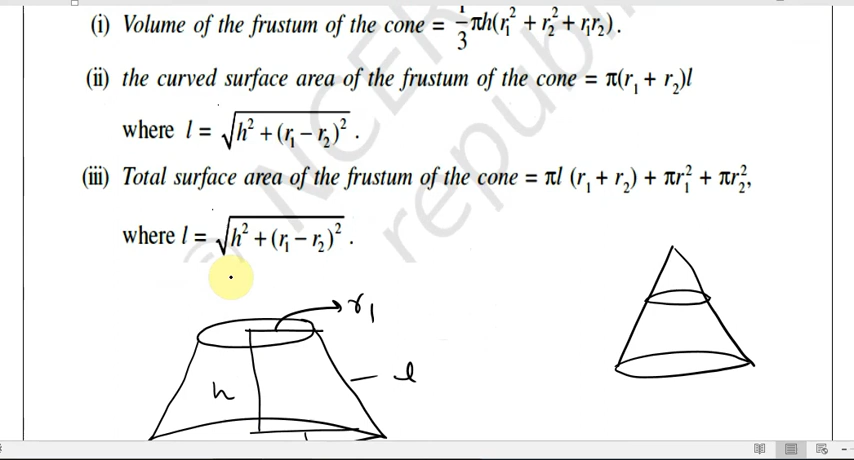 (i) Volume of the frustum of the cone = 1/3 πh(r₁² + r₂² + r₁r₂).
(ii) the curved surface area of the frustum of the cone = π(r₁ + r₂)l
where l = √(h² + (r₁ − r₂)²) .
(iii) Total surface area of the frustum of the cone = πl (r₁ + r₂) + πr₁² + πr₂²,
where l = √(h² + (r₁ − r₂)²) .
r₁
h
l
NCER
republi